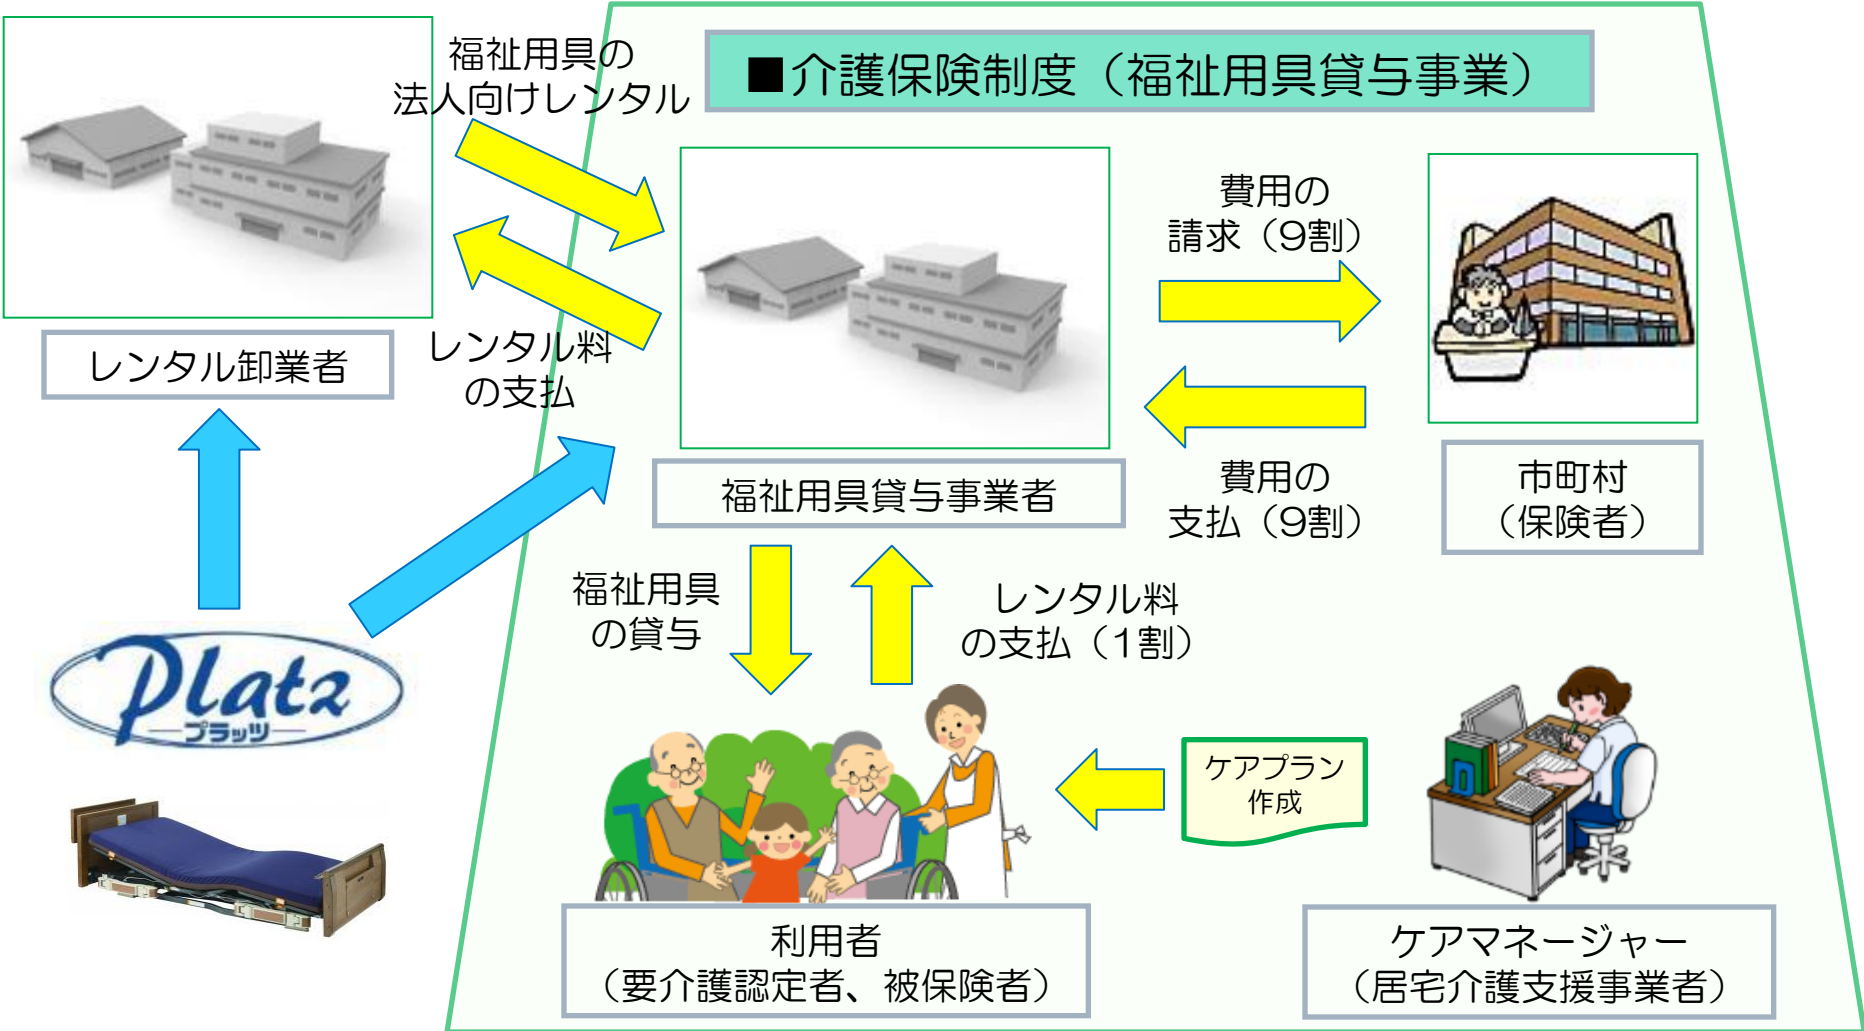 ■介護保険制度（福祉用具貸与事業）
福祉用具の
法人向けレンタル
レンタル卸業者
レンタル料
の支払
福祉用具貸与事業者
費用の
請求（9割）
費用の
支払（9割）
市町村
（保険者）
福祉用具
の貸与
レンタル料
の支払（1割）
Platz
プラッツ
ケアプラン
作成
利用者
（要介護認定者、被保険者）
ケアマネージャー
（居宅介護支援事業者）